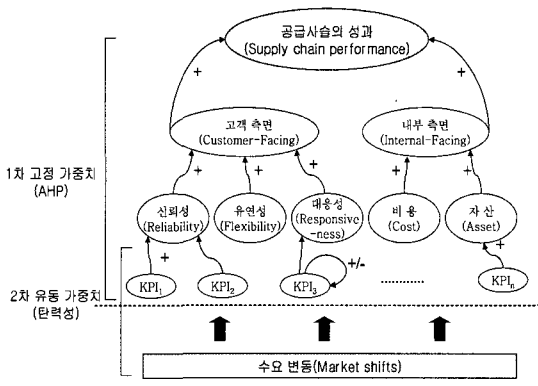 공급사습의 성과
(Supply chain performance)
+
+
고객 측면
(Customer-Facing)
내부 측면
(Internal-Facing)
1차 고정 가중치
(AHP)
+
+
+
+
+
신뢰성
(Reliability)
유연성
(Flexibility)
대응성
(Responsive
-ness)
비 용
(Cost)
자 산
(Asset)
2차 유동 가중치
(탄력성)
+
+/-
+
KPI1
KPI2
KPI3
..........
KPIn
수요 변동(Market shifts)